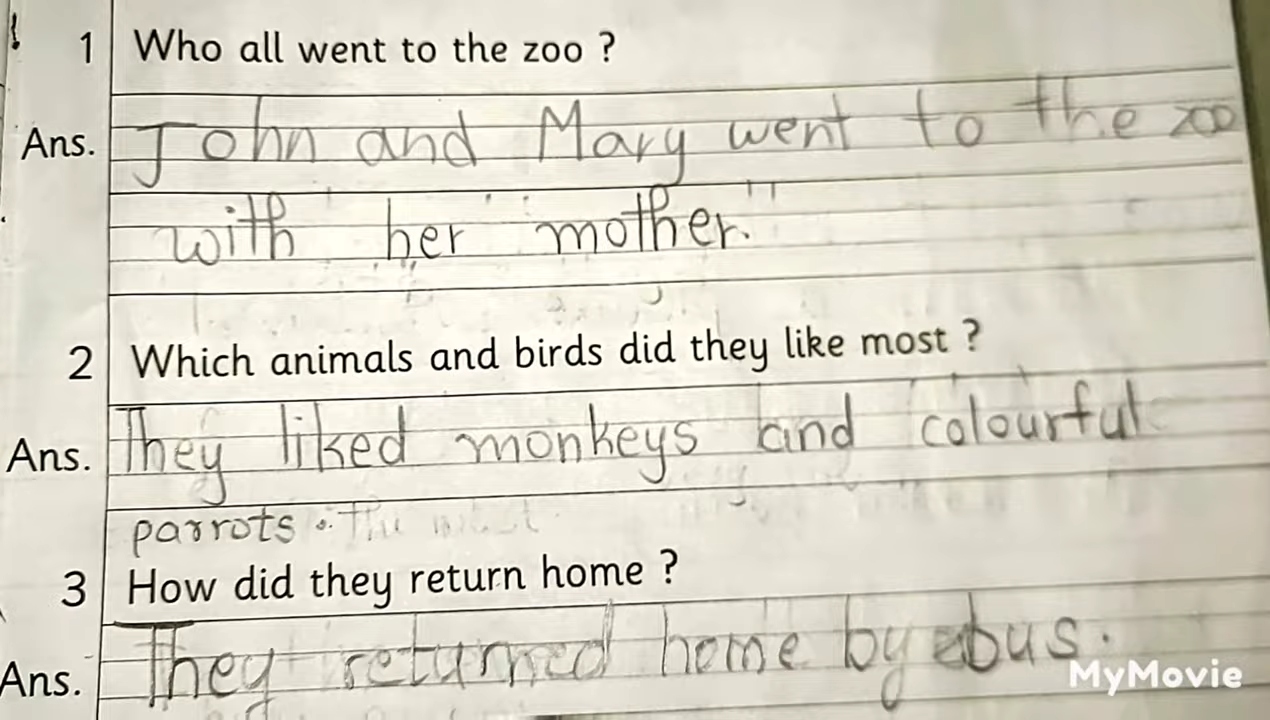 1 Who all went to the zoo ?
Ans. John and Mary went to the zoo
with her mother.
2 Which animals and birds did they like most ?
Ans. They liked monkeys and colourful
parrots.
3 How did they return home ?
Ans. They returned home by bus.
MyMovie